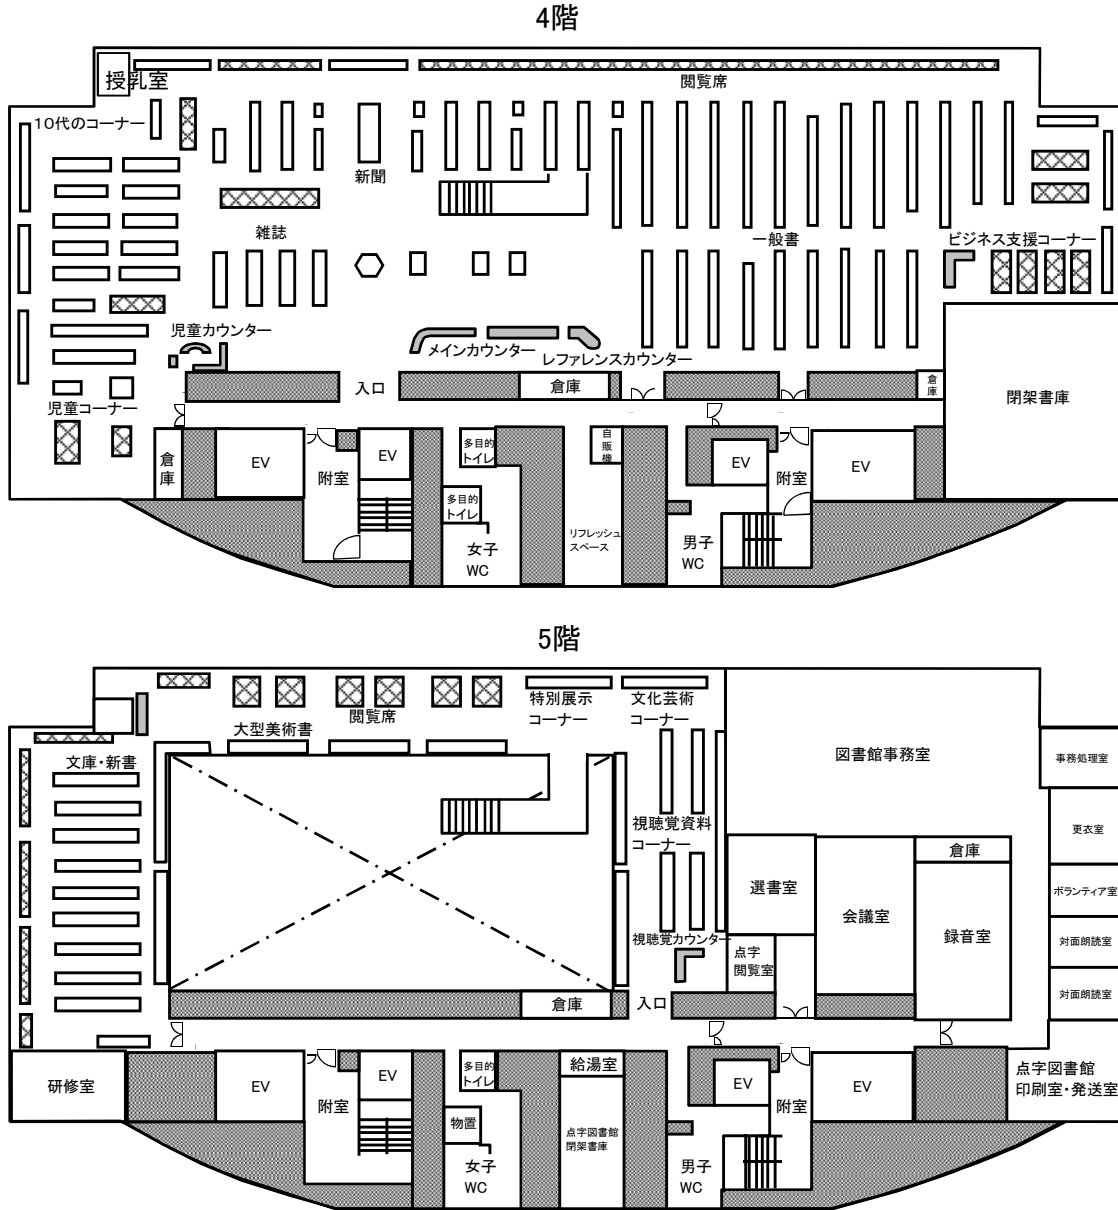 4階
授乳室
閲覧席
10代のコーナー
新聞
雑誌
一般書
ビジネス支援コーナー
児童カウンター
メインカウンター
レファレンスカウンター
入口
倉庫
倉
庫
閉架書庫
児童コーナー
倉
庫
EV
附室
EV
多目的
トイレ
多目的
トイレ
女子
WC
自
販
機
リフレッシュ
スペース
男子
WC
EV
附室
EV
5階
特別展示
コーナー
文化芸術
コーナー
閲覧席
大型美術書
文庫・新書
図書館事務室
事務処理室
更衣室
視聴覚資料
コーナー
倉庫
選書室
会議室
録音室
ボランティア室
視聴覚カウンター
点字
閲覧室
対面朗読室
対面朗読室
倉庫
入口
研修室
EV
附室
EV
多目的
トイレ
物置
女子
WC
給湯室
点字図書館
閉架書庫
男子
WC
EV
附室
EV
点字図書館
印刷室・発送室